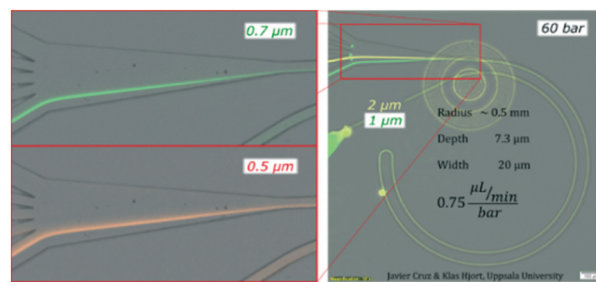 0.7 µm
0.5 µm
60 bar
2 µm
1 µm
Radius ~ 0.5 mm
Depth 7.3 µm
Width 20 µm
0.75 µL/min
bar
Javier Cruz & Klas Hjort, Uppsala University